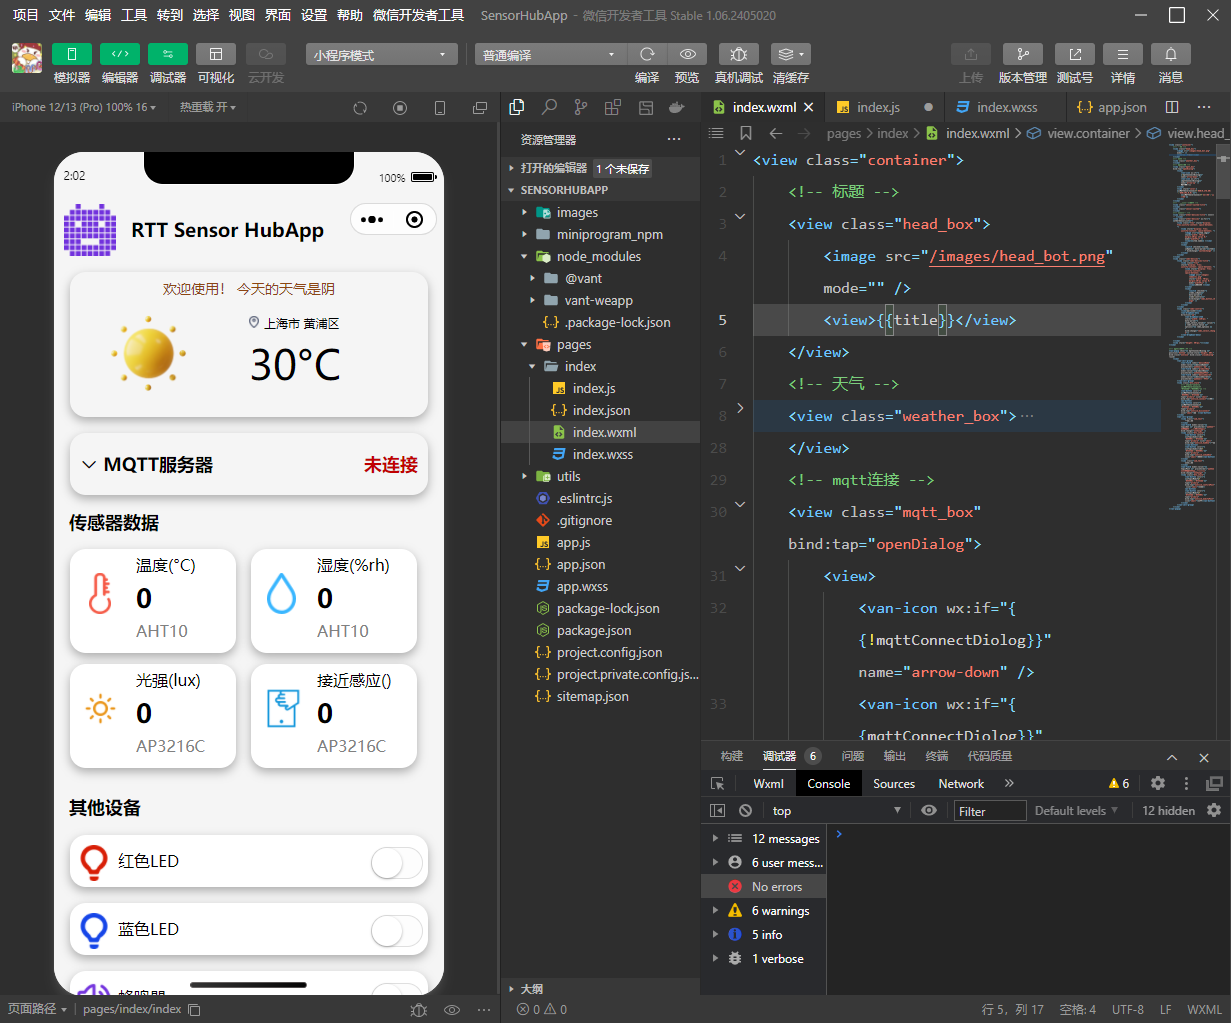 项目 文件 编辑 工具 转到 选择 视图 界面 设置 帮助 微信开发者工具 SensorHubApp - 微信开发者工具 Stable 1.06.2405020
小程序模式 普通编译
模拟器 编辑器 调试器 可视化 云开发 编译 预览 真机调试 清缓存 上传 版本管理 测试号 详情 消息
iPhone 12/13 (Pro) 100% 16 热重载 开
2:02 100%
RTT Sensor HubApp
欢迎使用! 今天的天气是阴
上海市 黄浦区
30°C
MQTT服务器 未连接
传感器数据
温度(°C)
0
AHT10
湿度(%rh)
0
AHT10
光强(lux)
0
AP3216C
接近感应()
0
AP3216C
其他设备
红色LED
蓝色LED
页面路径 pages/index/index
资源管理器
打开的编辑器 1 个未保存
SENSORHUBAPP
images
miniprogram_npm
node_modules
@vant
vant-weapp
{..} .package-lock.json
pages
index
JS index.js
{..} index.json
index.wxml
index.wxss
utils
.eslintrc.js
.gitignore
JS app.js
{..} app.json
app.wxss
package-lock.json
package.json
{..} project.config.json
{..} project.private.config.js...
{..} sitemap.json
大纲
0 0
index.wxml JS index.js index.wxss {..} app.json
pages > index > index.wxml > view.container > view.head_
1 <view class="container">
2 <!-- 标题 -->
3 <view class="head_box">
4 <image src="/images/head_bot.png"
mode="" />
5 <view>{{title}}</view>
6 </view>
7 <!-- 天气 -->
8 <view class="weather_box">···
28 </view>
29 <!-- mqtt连接 -->
30 <view class="mqtt_box"
bind:tap="openDialog">
31 <view>
32 <van-icon wx:if="{
{!mqttConnectDiolog}}"
name="arrow-down" />
33 <van-icon wx:if="{
{mqttConnectDiolog}}"
构建 调试器 6 问题 输出 终端 代码质量
Wxml Console Sources Network » 6
top Filter Default levels 12 hidden
12 messages
6 user mess...
No errors
6 warnings
5 info
1 verbose
行 5，列 17 空格: 4 UTF-8 LF WXML